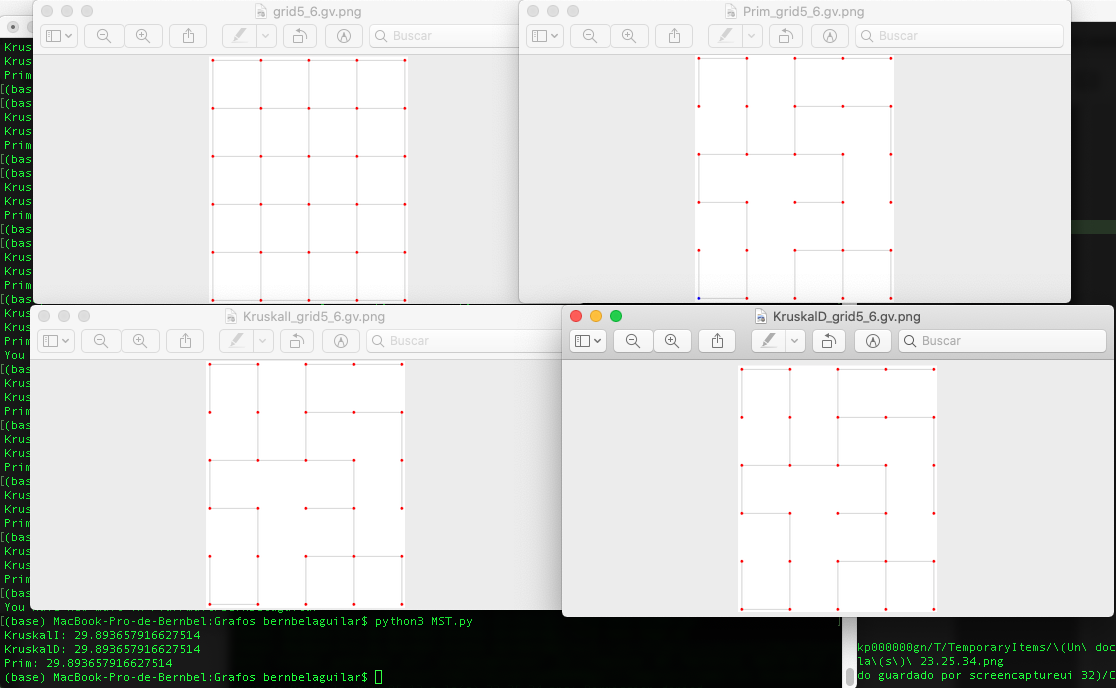 grid5_6.gv.png
Buscar
Prim_grid5_6.gv.png
Buscar
Krus
Krus
Prim
[(bas
[(bas
Krus
Krus
Prim
[(bas
[(bas
Krus
Krus
Prim
[(bas
[(bas
Krus
Krus
Prim
[(bas
Krus
Krus
Prim
You
[(bas
Krus
Krus
Prim
[(bas
Krus
Krus
Prim
[(bas
Krus
Krus
Prim
[(bas
Krus
Krus
Prim
[(bas
KruskalI_grid5_6.gv.png
Buscar
KruskalD_grid5_6.gv.png
Buscar
You
[(base) MacBook-Pro-de-Bernbel:Grafos bernbelaguilar$ python3 MST.py ]
KruskalI: 29.893657916627514
KruskalD: 29.893657916627514
Prim: 29.893657916627514
(base) MacBook-Pro-de-Bernbel:Grafos bernbelaguilar$
kp000000gn/T/TemporaryItems/\(Un\ doc
la\(s\)\ 23.25.34.png
do guardado por screencaptureui 32)/C